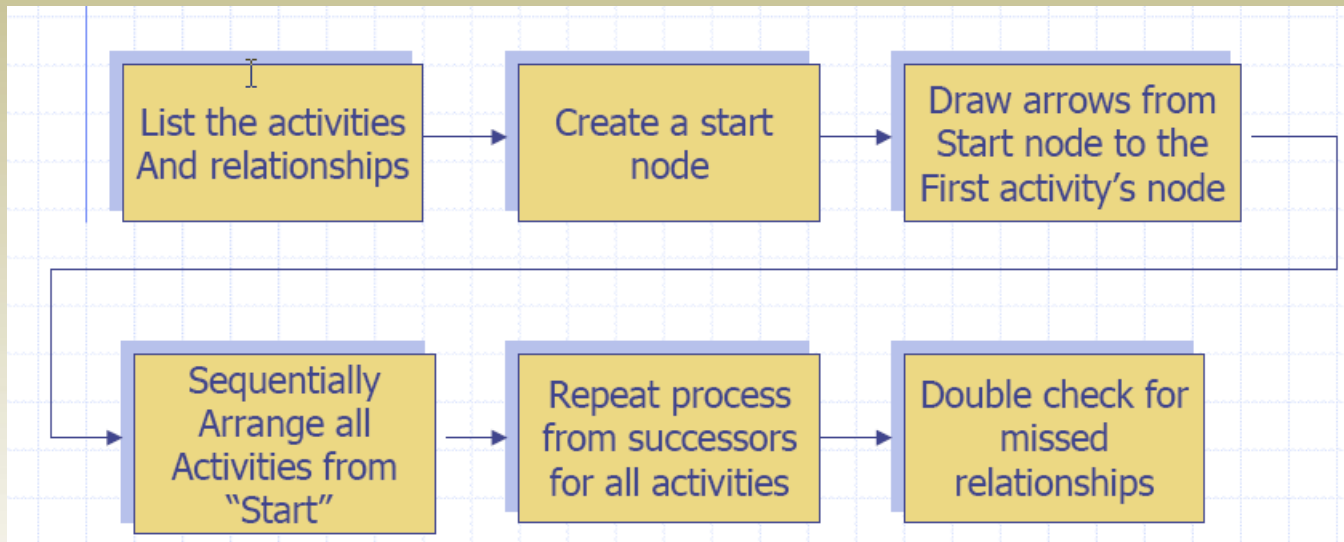 List the activities
And relationships
Create a start
node
Draw arrows from
Start node to the
First activity’s node
Sequentially
Arrange all
Activities from
“Start”
Repeat process
from successors
for all activities
Double check for
missed
relationships